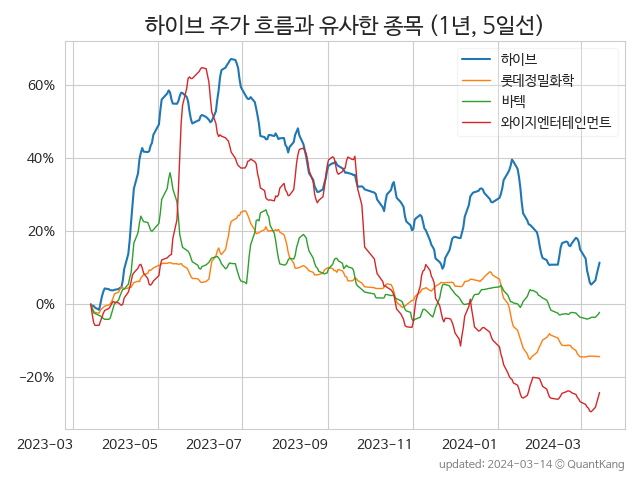 하이브 주가 흐름과 유사한 종목 (1년, 5일선)
하이브
롯데정밀화학
바텍
와이지엔터테인먼트
60%
40%
20%
0%
−20%
2023-03 2023-05 2023-07 2023-09 2023-11 2024-01 2024-03
updated: 2024-03-14 © QuantKang